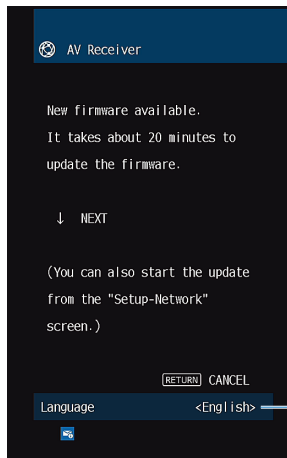 AV Receiver
New firmware available.
It takes about 20 minutes to
update the firmware.
↓ NEXT
(You can also start the update
from the "Setup-Network"
screen.)
RETURN CANCEL
Language <English>